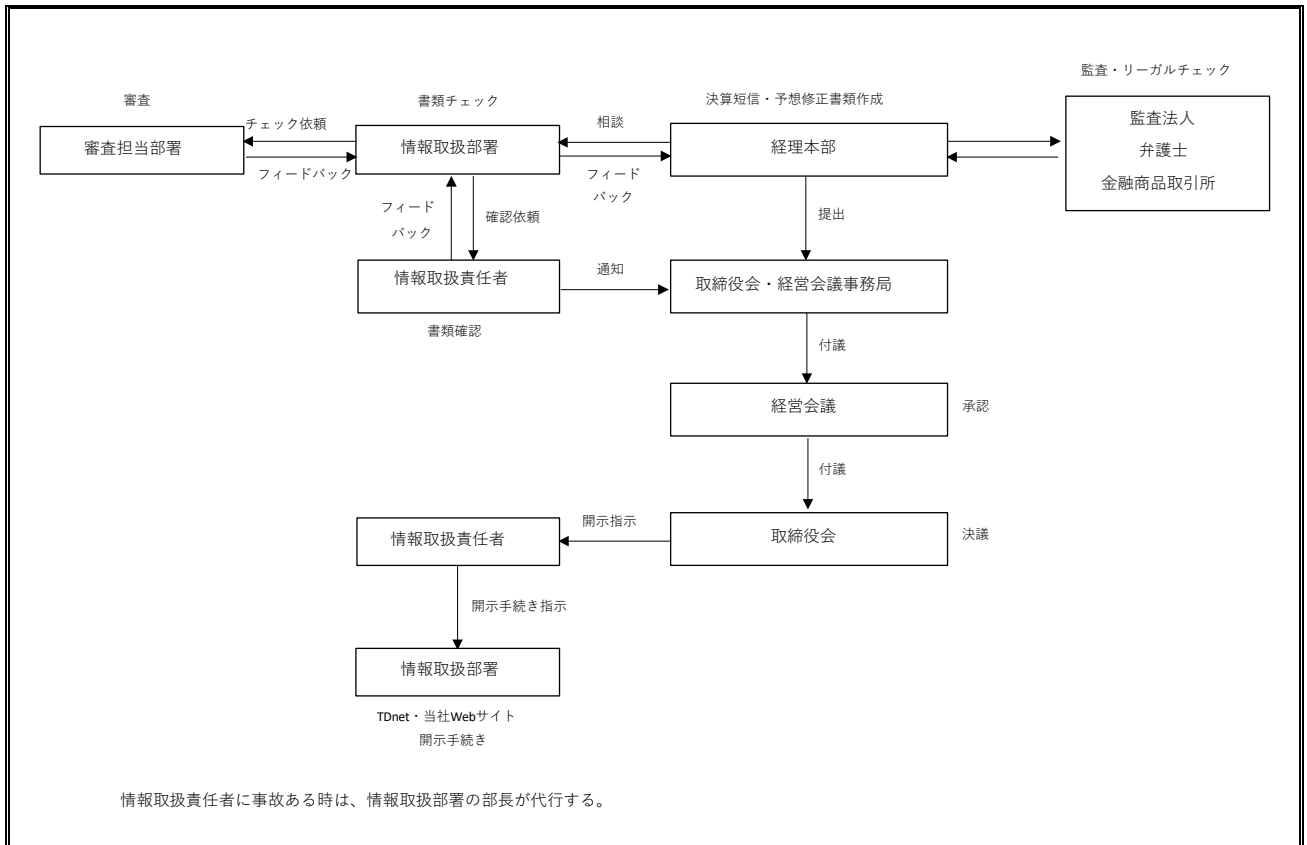 監査・リーガルチェック
審査
書類チェック
決算短信・予想修正書類作成
監査法人
弁護士
金融商品取引所
チェック依頼
相談
審査担当部署
情報取扱部署
経理本部
フィードバック
フィード
バック
フィード
バック
確認依頼
提出
情報取扱責任者
通知
取締役会・経営会議事務局
書類確認
付議
経営会議
承認
付議
開示指示
取締役会
決議
情報取扱責任者
開示手続き指示
情報取扱部署
TDnet・当社Webサイト
開示手続き
情報取扱責任者に事故ある時は、情報取扱部署の部長が代行する。